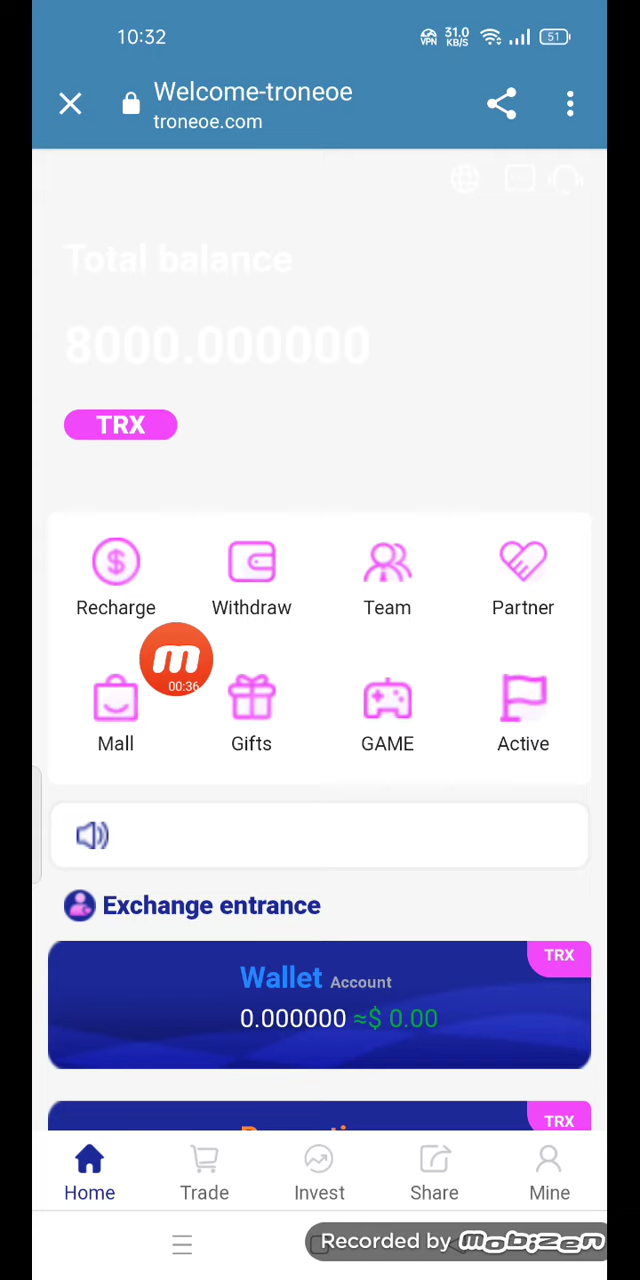 10:32
VPN 31.0 KB/S 51
Welcome-troneoe
troneoe.com
Total balance
8000.000000
TRX
Recharge Withdraw Team Partner
00:36
Mall Gifts GAME Active
Exchange entrance
TRX
Wallet Account
0.000000 ≈$ 0.00
TRX
Home Trade Invest Share Mine
Recorded by mobizen